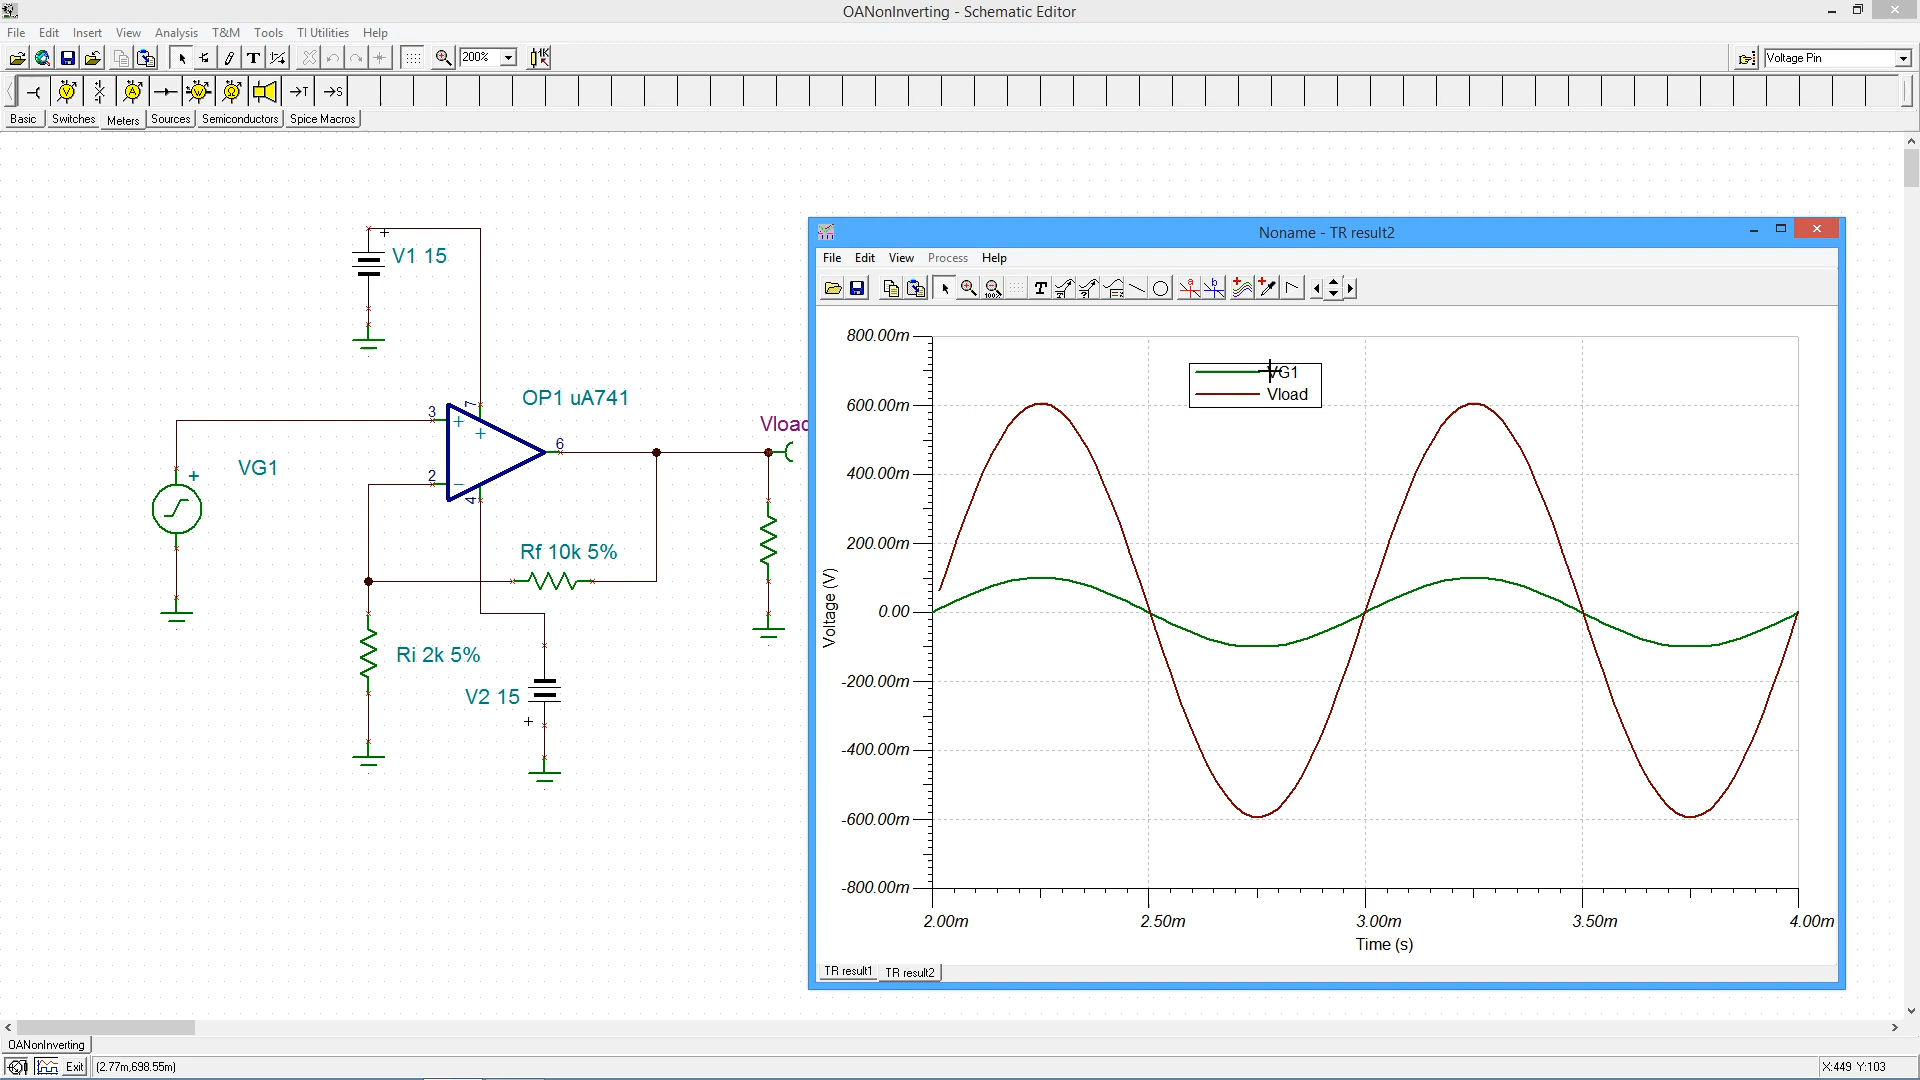 OANonInverting - Schematic Editor
File Edit Insert View Analysis T&M Tools TI Utilities Help
T 200% Voltage Pin
V A W Ω →T →S
Basic Switches Meters Sources Semiconductors Spice Macros
V1 15
OP1 uA741
3 7
2 4 6
Vload
VG1
Rf 10k 5%
Ri 2k 5%
V2 15
Noname - TR result2
File Edit View Process Help
T 100% a b
VG1
Vload
800.00m
600.00m
400.00m
200.00m
0.00
-200.00m
-400.00m
-600.00m
-800.00m
Voltage (V)
2.00m 2.50m 3.00m 3.50m 4.00m
Time (s)
TR result1 TR result2
OANonInverting
Exit (2.77m,698.55m) X:449 Y:103